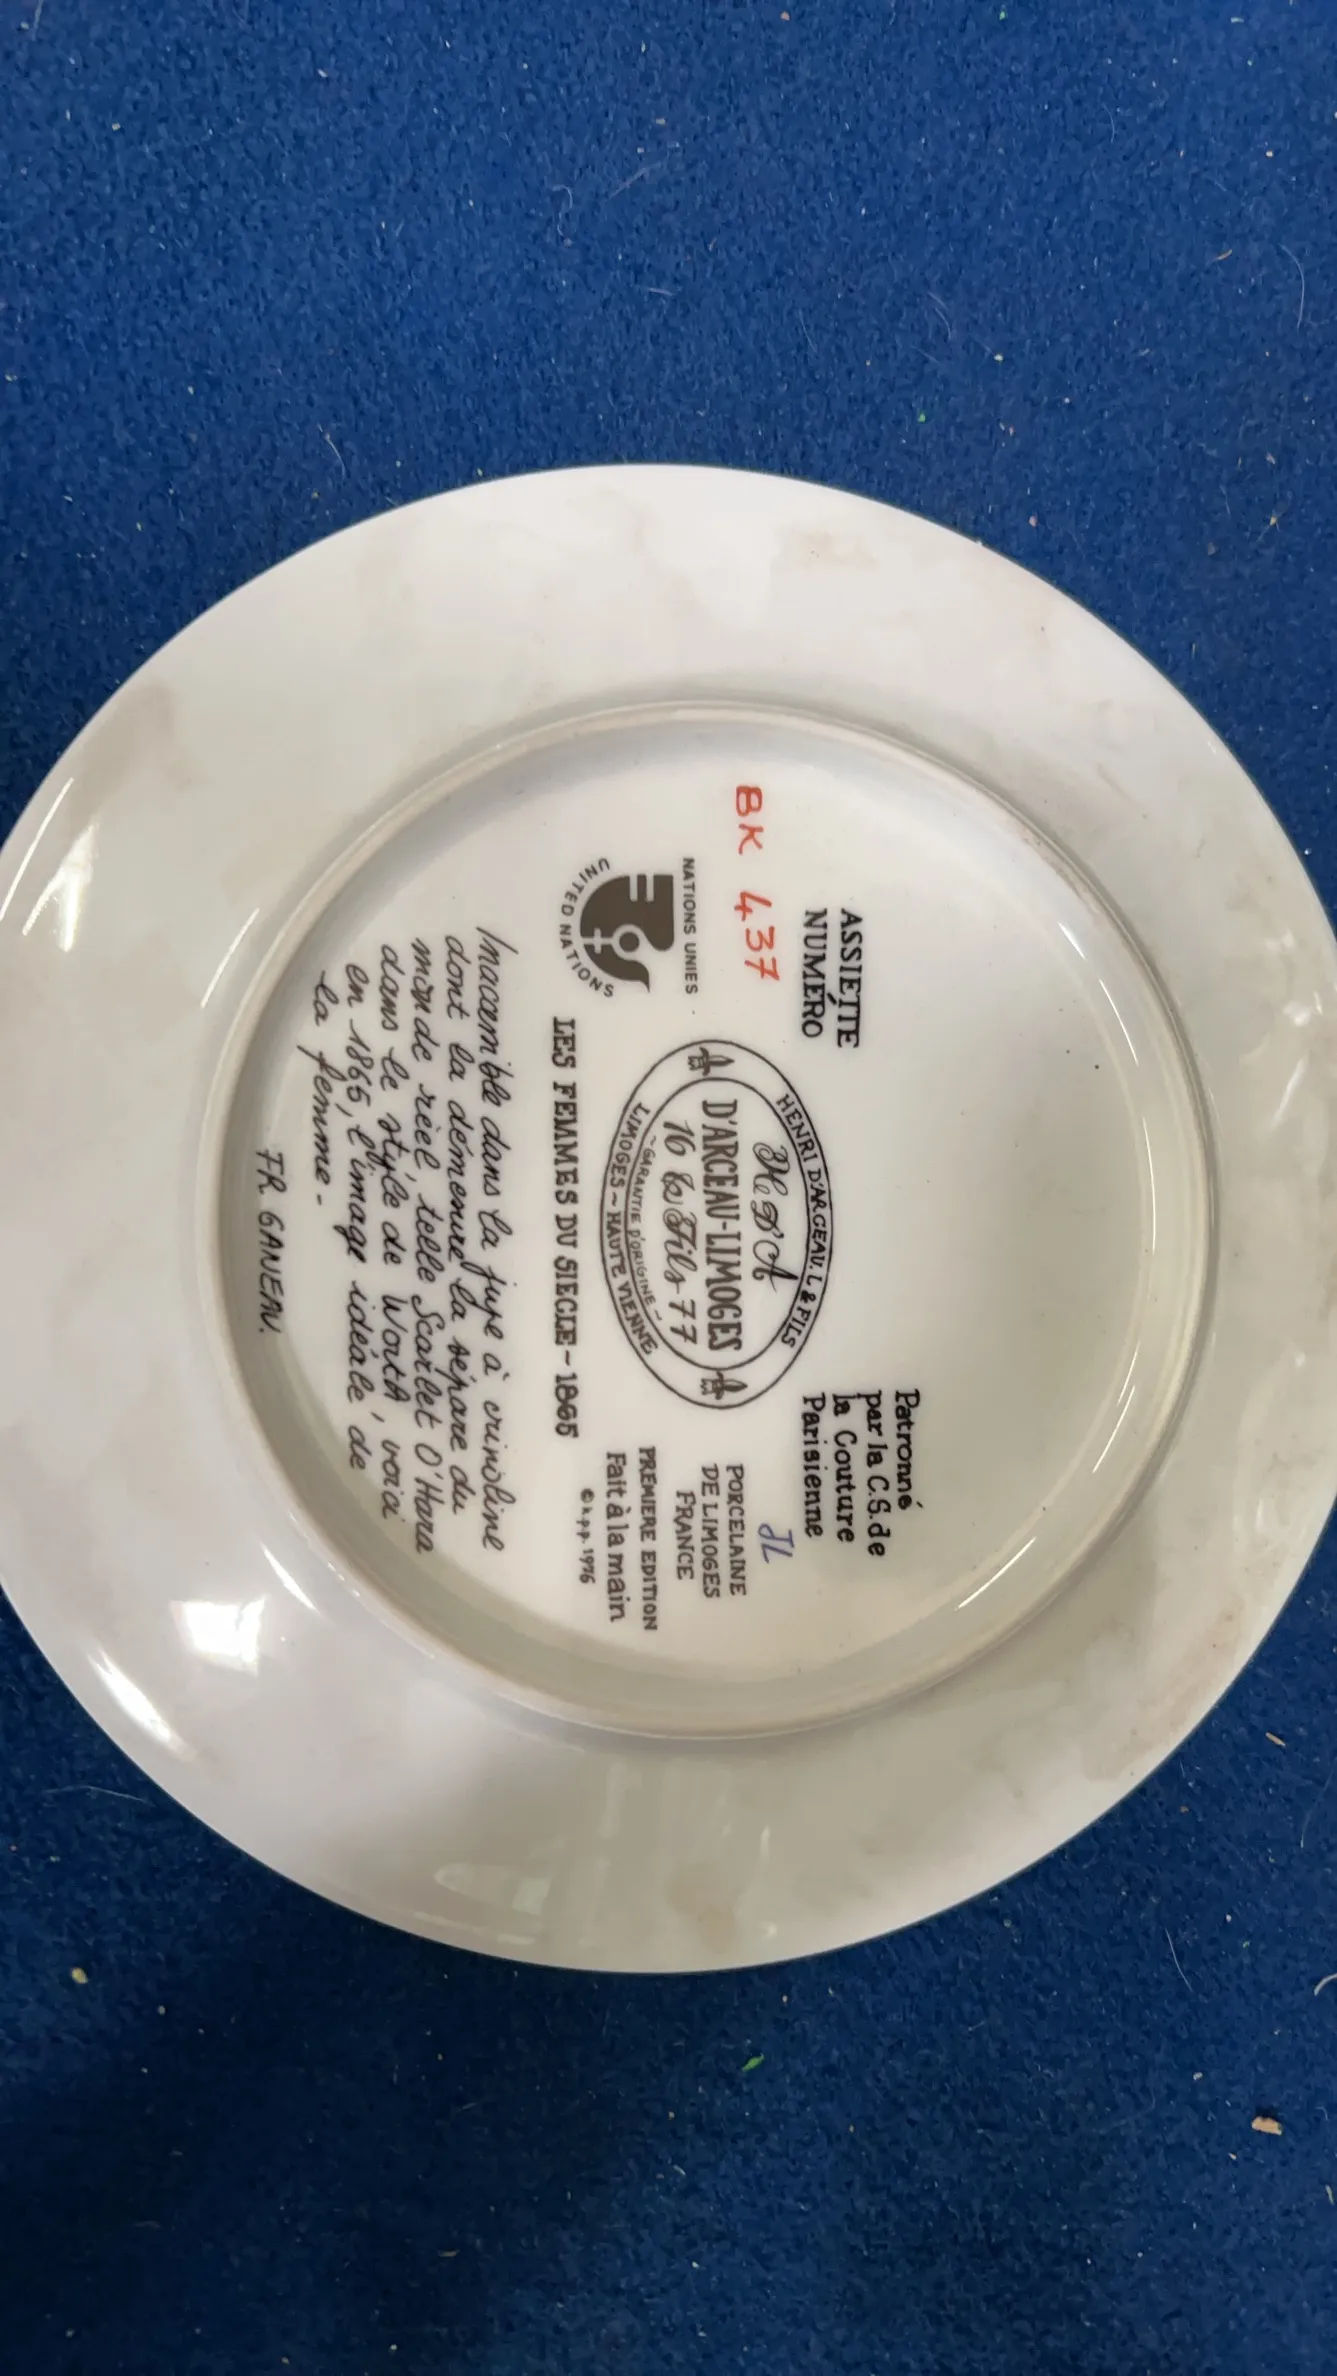 ASSIETTE
NUMÉRO
BK 437
Patronné
par la C.S. de
la Couture
Parisienne
JL
NATIONS UNIES
UNITED NATIONS
HENRI D'ARCEAU. L & FILS
H & D'A
D'ARCEAU-LIMOGES
16 & Fils 77
~GARANTIE D'ORIGINE~
LIMOGES ~ HAUTE VIENNE
PORCELAINE
DE LIMOGES
FRANCE
PREMIERE EDITION
Fait à la main
© k.p.p. 1976
LES FEMMES DU SIECLE ~ 1865
Inaccessible dans la jupe à crinoline
dont la démesure la sépare du
monde réel, telle Scarlet O'Hara
dans le style de Worth, voici
en 1865, l'image idéale de
la femme -
FR. GANEAU.